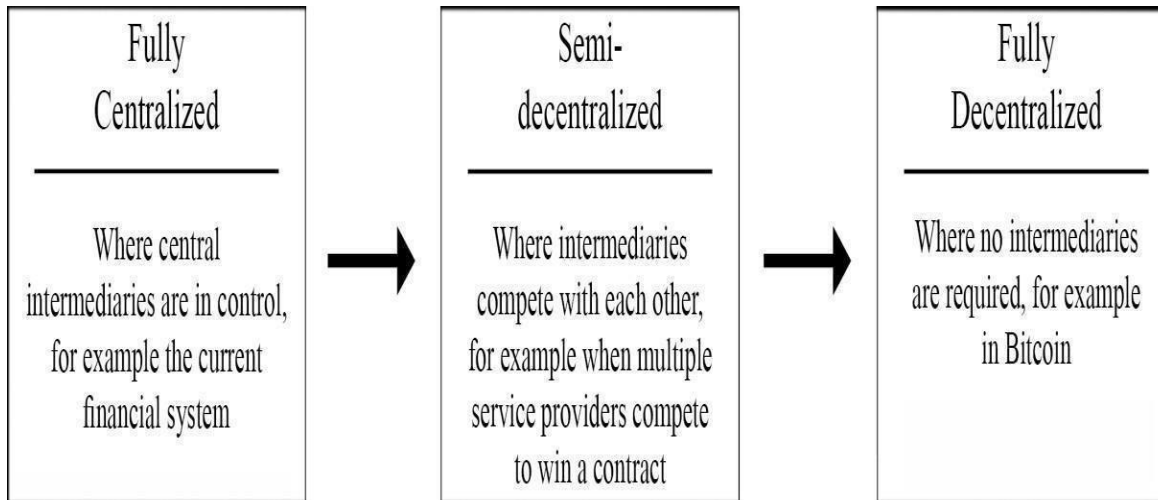 Fully
Centralized
Where central
intermediaries are in control,
for example the current
financial system
Semi-
decentralized
Where intermediaries
compete with each other,
for example when multiple
service providers compete
to win a contract
Fully
Decentralized
Where no intermediaries
are required, for example
in Bitcoin